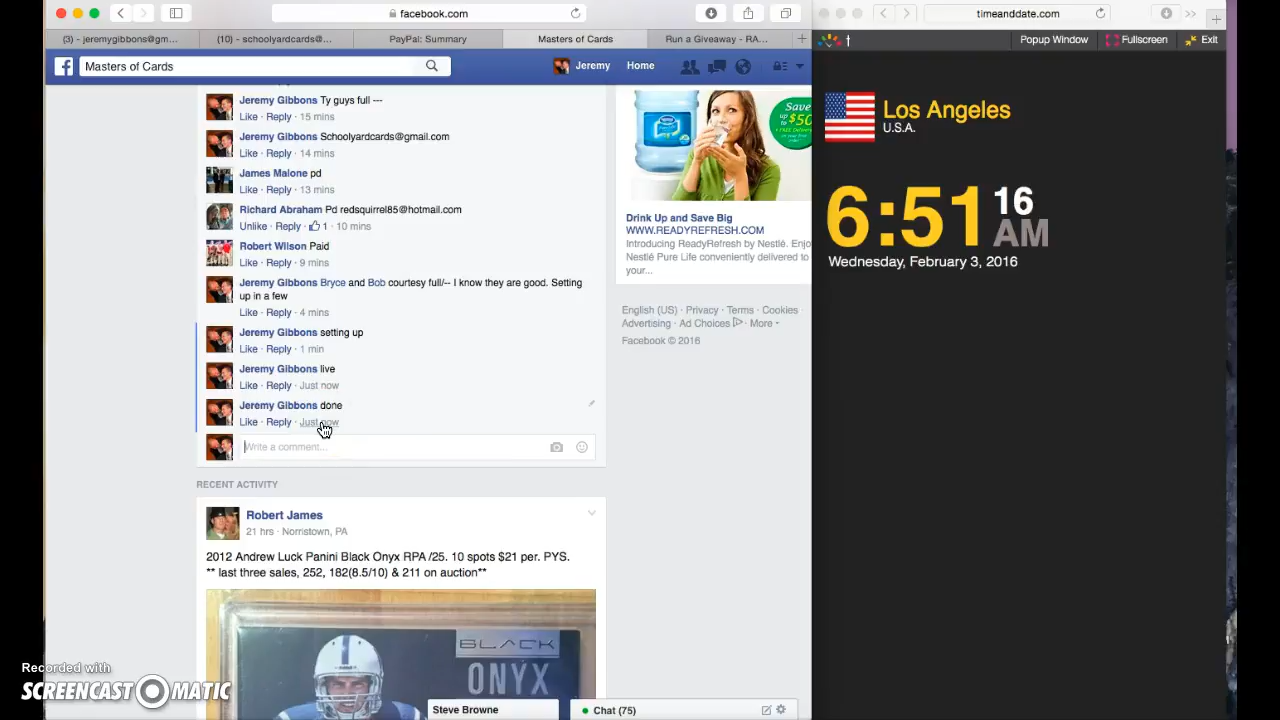 facebook.com
(3) - jeremygibbons@gm...
(10) - schoolyardcards@...
PayPal: Summary
Masters of Cards
Run a Giveaway - RA...
Masters of Cards
Jeremy
Home
Jeremy Gibbons Ty guys full ---
Like · Reply · 15 mins
Jeremy Gibbons Schoolyardcards@gmail.com
Like · Reply · 14 mins
James Malone pd
Like · Reply · 13 mins
Richard Abraham Pd redsquirrel85@hotmail.com
Unlike · Reply · 1 · 10 mins
Robert Wilson Paid
Like · Reply · 9 mins
Jeremy Gibbons Bryce and Bob courtesy full/-- I know they are good. Setting
up in a few
Like · Reply · 4 mins
Jeremy Gibbons setting up
Like · Reply · 1 min
Jeremy Gibbons live
Like · Reply · Just now
Jeremy Gibbons done
Like · Reply · Just now
Write a comment...
RECENT ACTIVITY
Robert James
21 hrs · Norristown, PA
2012 Andrew Luck Panini Black Onyx RPA /25. 10 spots $21 per. PYS.
** last three sales, 252, 182(8.5/10) & 211 on auction**
BLACK
ONYX
Save
up to $50
+ FREE Delivery
Drink Up and Save Big
WWW.READYREFRESH.COM
Introducing ReadyRefresh by Nestlé. Enjoy
Nestlé Pure Life conveniently delivered to
your...
English (US) · Privacy · Terms · Cookies ·
Advertising · Ad Choices · More
Facebook © 2016
Steve Browne
Chat (75)
timeanddate.com
t
Popup Window
Fullscreen
Exit
Los Angeles
U.S.A.
6:51 16
AM
Wednesday, February 3, 2016
Recorded with
SCREENCAST-O-MATIC